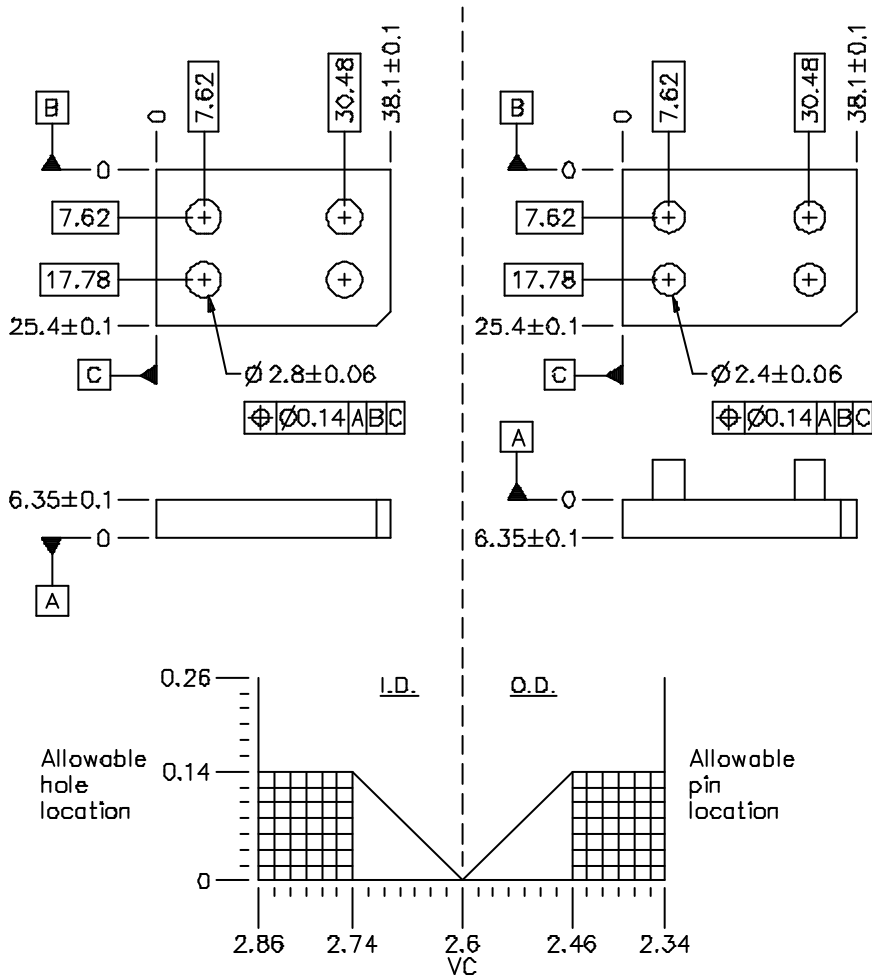 0
7.62
30.48
38.1±0.1
B
0
7.62
17.78
25.4±0.1
C
Ø 2.8±0.06
⌖ Ø0.14 A B C
6.35±0.1
0
A
0
7.62
30.48
38.1±0.1
B
0
7.62
17.78
25.4±0.1
C
Ø 2.4±0.06
⌖ Ø0.14 A B C
A
0
6.35±0.1
0.26
0.14
0
I.D.
O.D.
Allowable
hole
location
Allowable
pin
location
2.86
2.74
2.6
2.46
2.34
VC